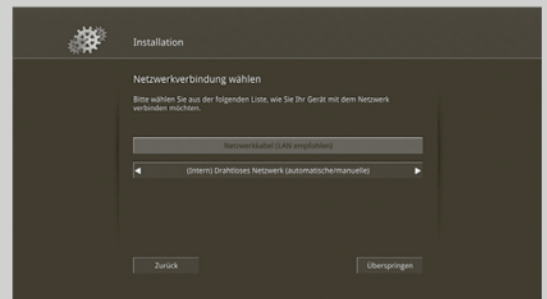 Installation
Netzwerkverbindung wählen
Bitte wählen Sie aus der folgenden Liste, wie Sie Ihr Gerät mit dem Netzwerk
verbinden möchten.
Netzwerkkabel (LAN empfohlen)
(Intern) Drahtloses Netzwerk (automatische/manuelle)
Zurück
Überspringen